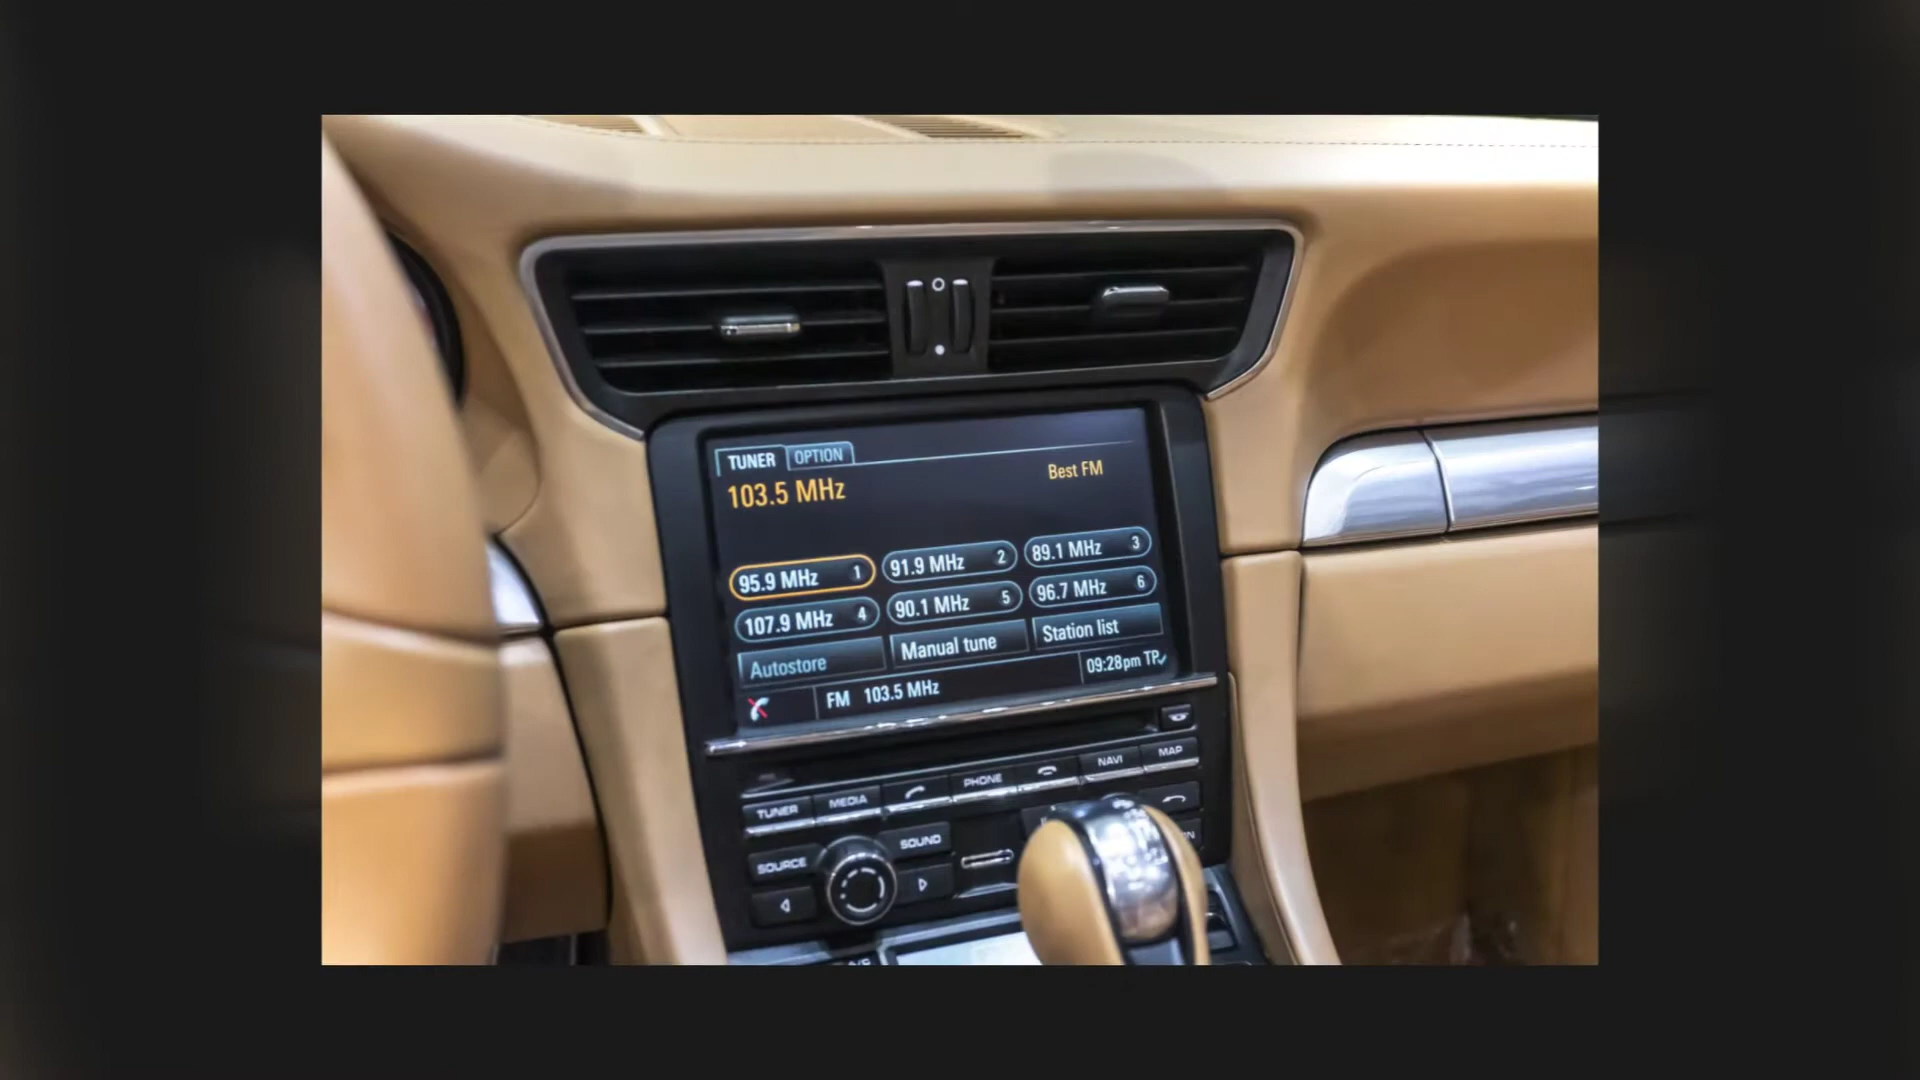 TUNER OPTION
103.5 MHz Best FM
95.9 MHz 1 91.9 MHz 2 89.1 MHz 3
107.9 MHz 4 90.1 MHz 5 96.7 MHz 6
Autostore Manual tune Station list
FM 103.5 MHz 09:28pm TP
TUNER MEDIA PHONE NAVI MAP
SOURCE SOUND